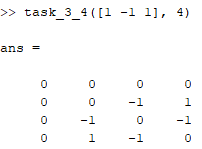 >> task_3_4([1 -1 1], 4)
ans =
0 0 0 0
0 0 -1 1
0 -1 0 -1
0 1 -1 0